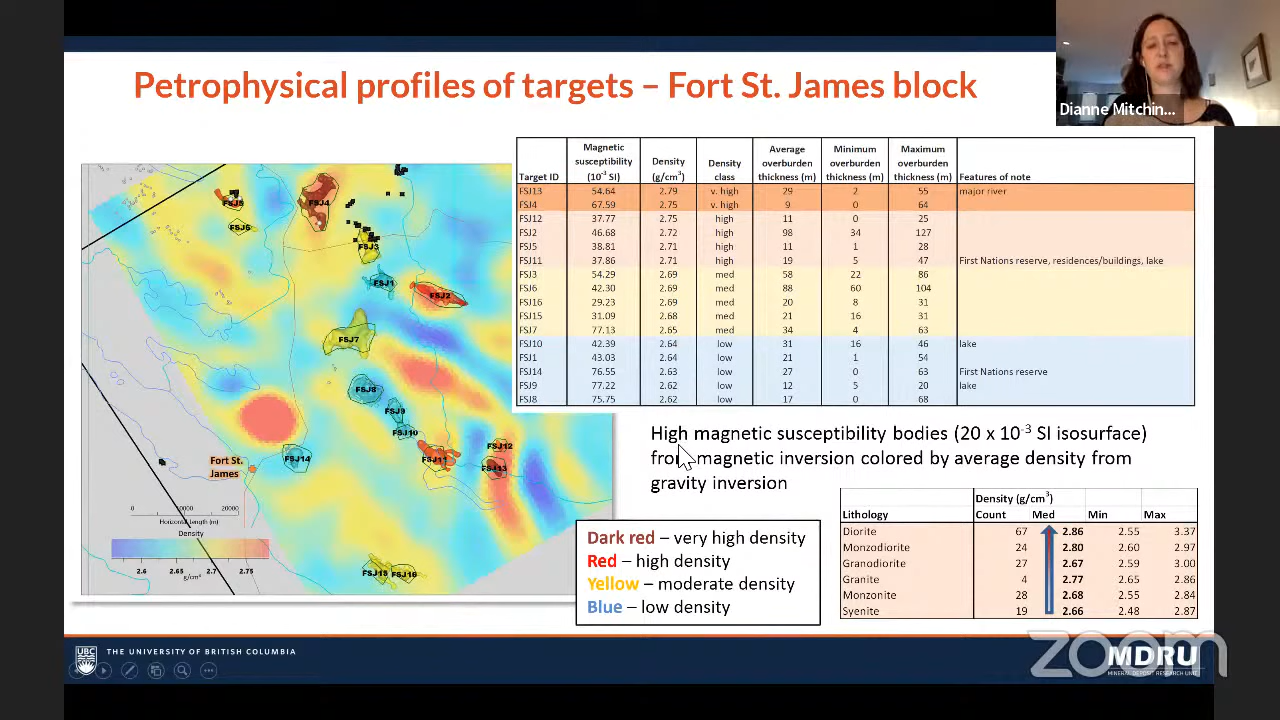 Petrophysical profiles of targets – Fort St. James block
Dianne Mitchin...
Target ID Magnetic susceptibility (10⁻³ SI) Density (g/cm³) Density class Average overburden thickness (m) Minimum overburden thickness (m) Maximum overburden thickness (m) Features of note
FSJ13 54.64 2.79 v. high 29 2 55 major river
FSJ4 67.59 2.75 v. high 9 0 64
FSJ12 37.77 2.75 high 11 0 25
FSJ2 46.68 2.72 high 98 34 127
FSJ5 38.81 2.71 high 11 1 28
FSJ11 37.86 2.71 high 19 5 47 First Nations reserve, residences/buildings, lake
FSJ3 54.29 2.69 med 58 22 86
FSJ6 42.30 2.69 med 88 60 104
FSJ16 29.23 2.69 med 20 8 31
FSJ15 31.09 2.68 med 21 16 31
FSJ7 77.13 2.65 med 34 4 63
FSJ10 42.39 2.64 low 31 16 46 lake
FSJ1 43.03 2.64 low 21 1 54
FSJ14 76.55 2.63 low 27 0 63 First Nations reserve
FSJ9 77.22 2.62 low 12 5 20 lake
FSJ8 75.75 2.62 low 17 0 68
FSJ4
FSJ3
FSJ1
FSJ2
FSJ7
FSJ8
FSJ9
FSJ10
FSJ11
FSJ12
FSJ13
FSJ14
FSJ15 FSJ16
Fort St.
James
0 10000 20000
Horizontal length (m)
Density
2.6 2.65 2.7 2.75
g/cm³
High magnetic susceptibility bodies (20 x 10⁻³ SI isosurface)
from magnetic inversion colored by average density from
gravity inversion
Dark red – very high density
Red – high density
Yellow – moderate density
Blue – low density
Density (g/cm³)
Lithology Count Med Min Max
Diorite 67 2.86 2.55 3.37
Monzodiorite 24 2.80 2.60 2.97
Granodiorite 27 2.67 2.59 3.00
Granite 4 2.77 2.65 2.86
Monzonite 28 2.68 2.55 2.84
Syenite 19 2.66 2.48 2.87
UBC
THE UNIVERSITY OF BRITISH COLUMBIA
zoom
MDRU
MINERAL DEPOSIT RESEARCH UNIT